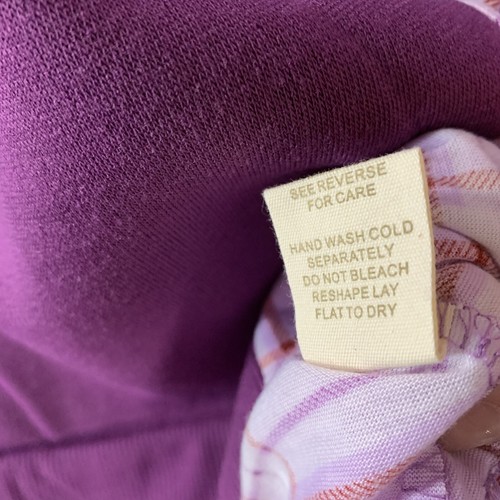 SEE REVERSE
FOR CARE
HAND WASH COLD
SEPARATELY
DO NOT BLEACH
RESHAPE LAY
FLAT TO DRY